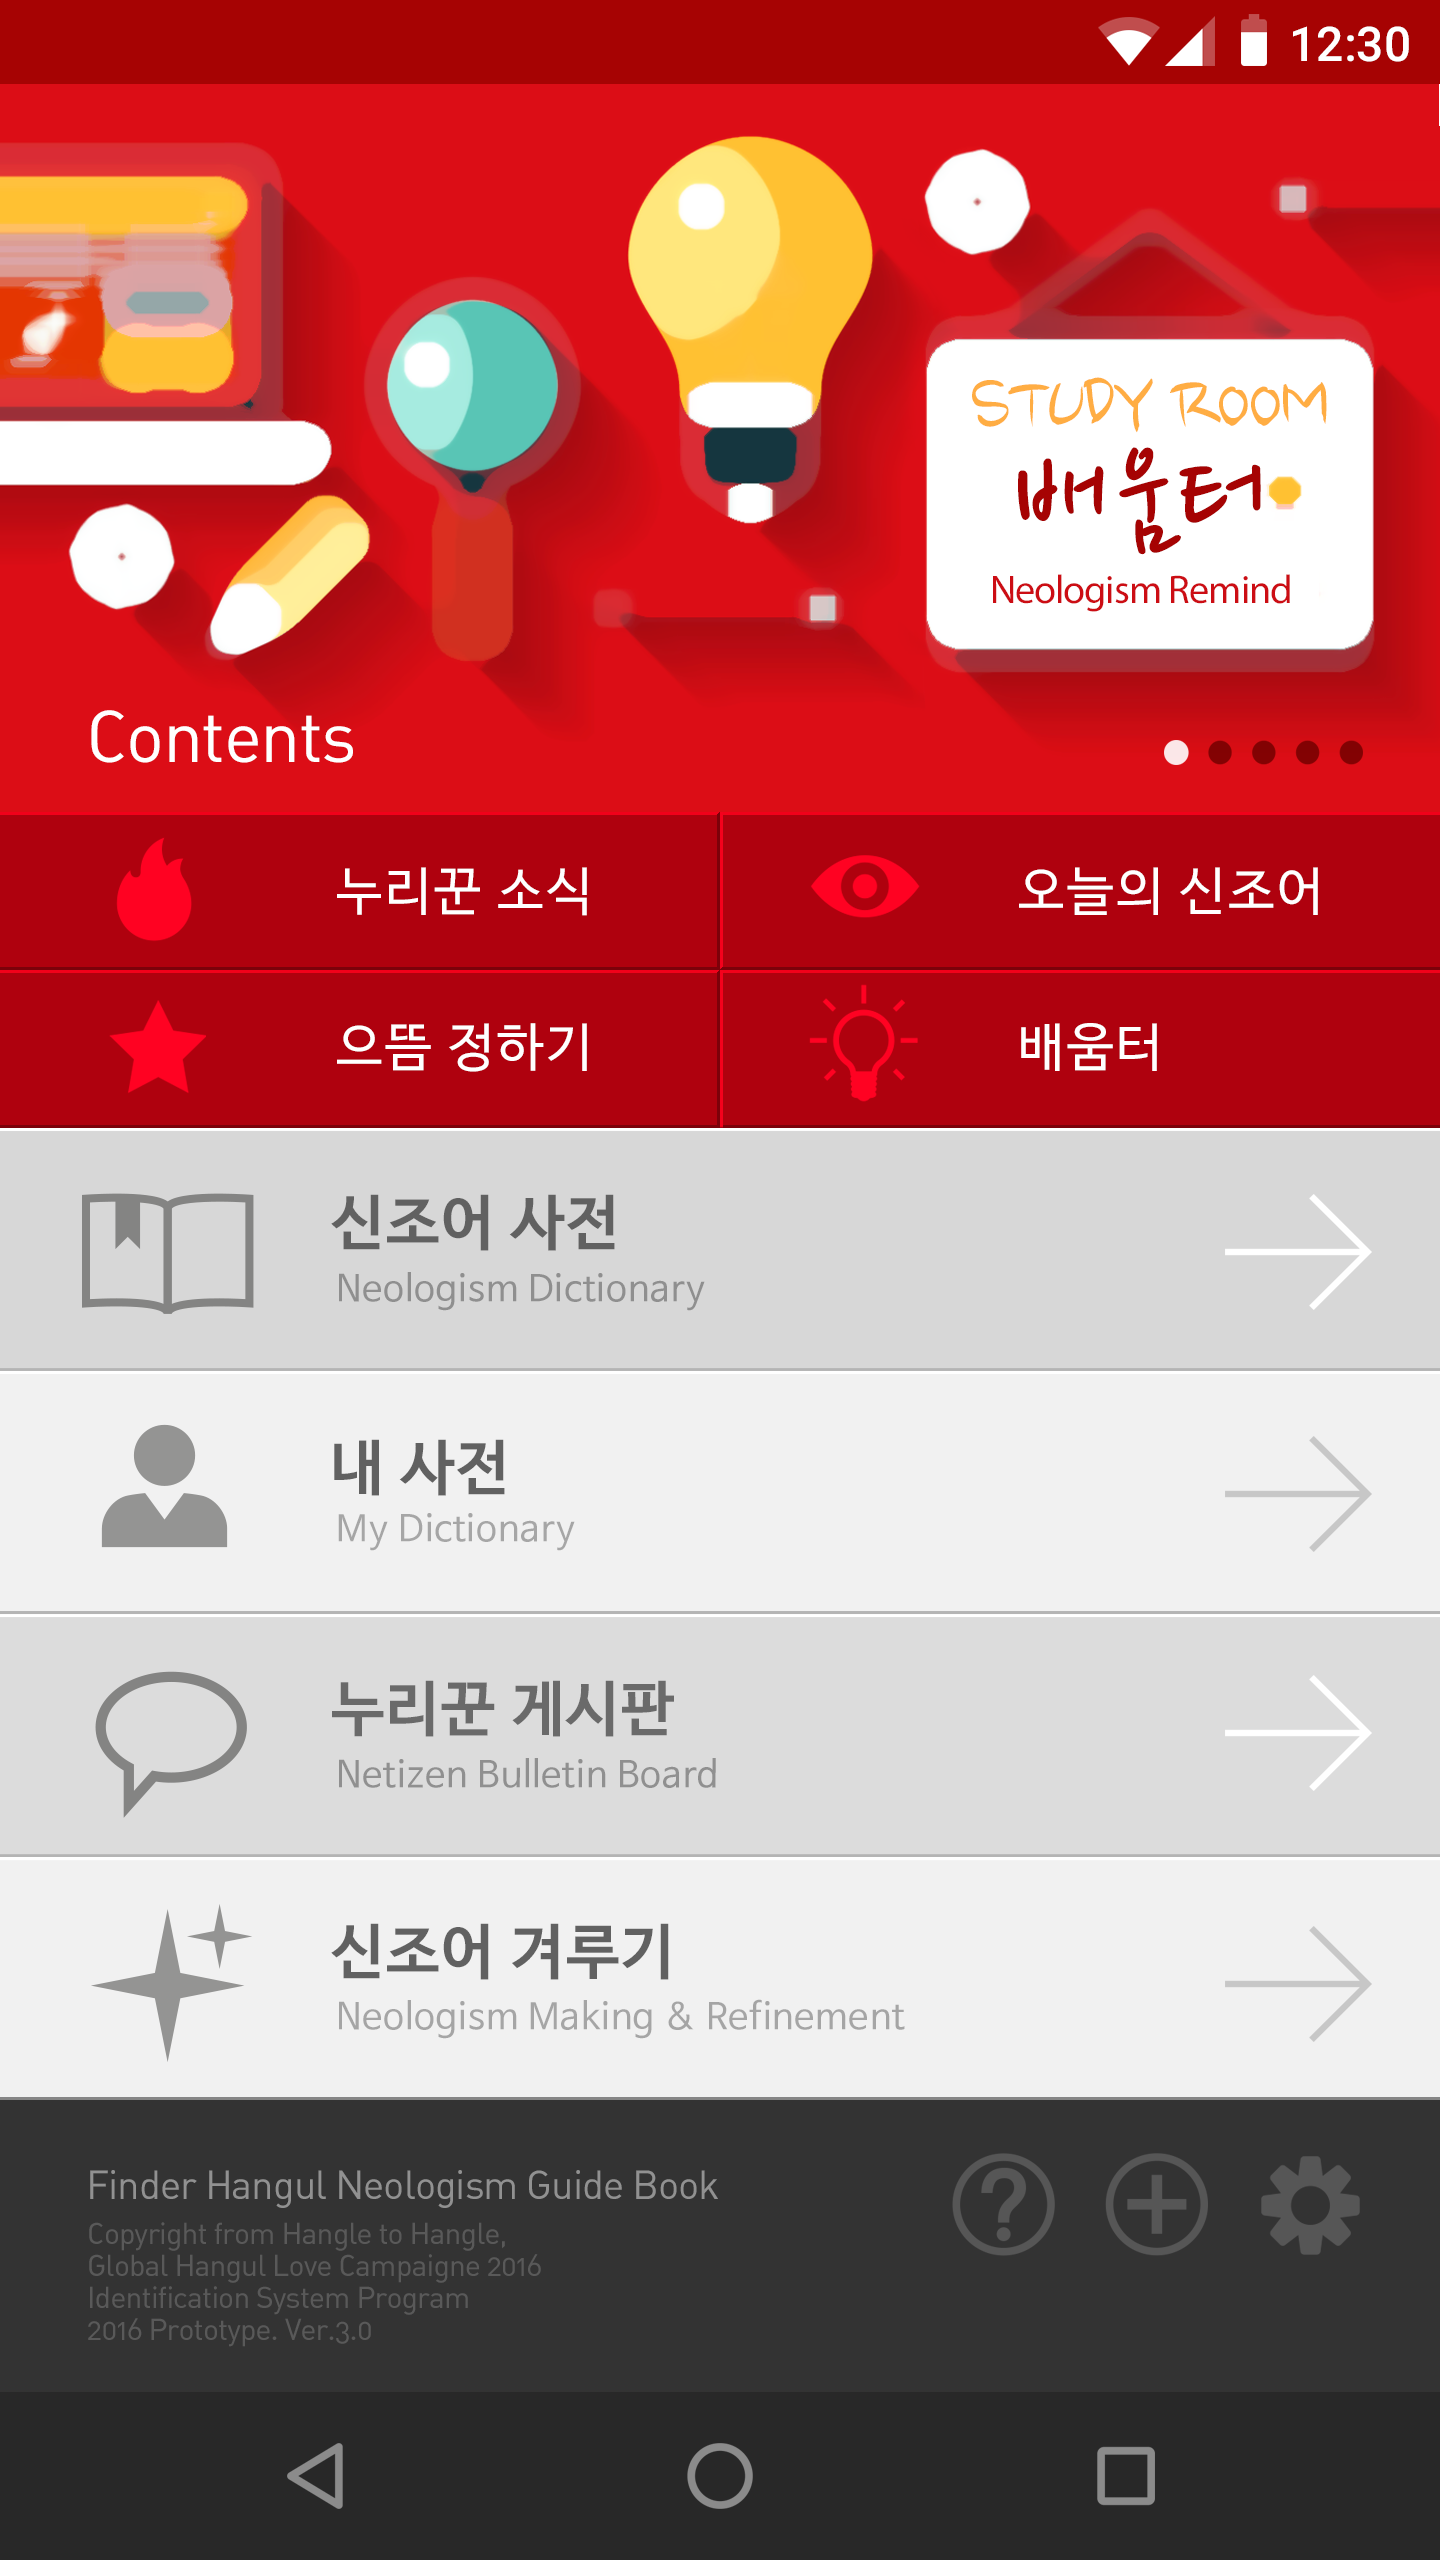 12:30
STUDY ROOM
배움터
Neologism Remind
Contents
누리꾼 소식
오늘의 신조어
으뜸 정하기
배움터
신조어 사전
Neologism Dictionary
내 사전
My Dictionary
누리꾼 게시판
Netizen Bulletin Board
신조어 겨루기
Neologism Making & Refinement
Finder Hangul Neologism Guide Book
Copyright from Hangle to Hangle,
Global Hangul Love Campaigne 2016
Identification System Program
2016 Prototype. Ver.3.0